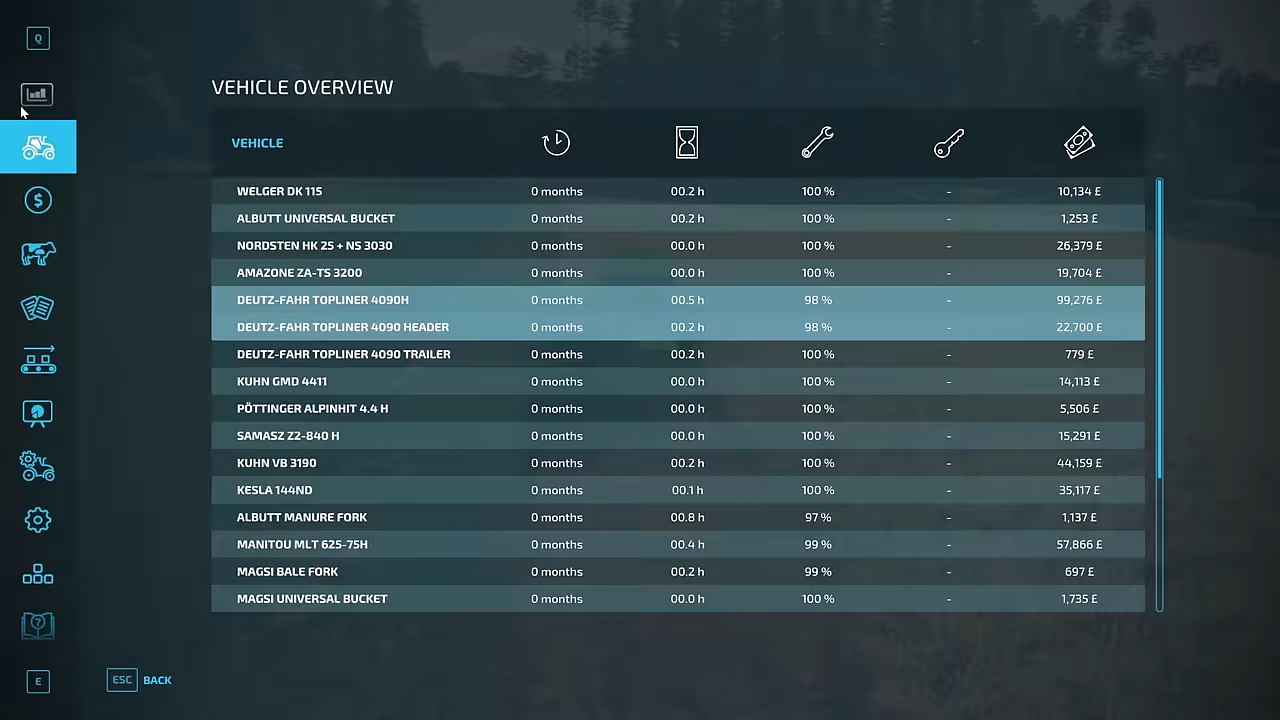 Q
VEHICLE OVERVIEW
VEHICLE
WELGER DK 115 0 months 00.2 h 100 % - 10,134 £
ALBUTT UNIVERSAL BUCKET 0 months 00.2 h 100 % - 1,253 £
NORDSTEN HK 25 + NS 3030 0 months 00.0 h 100 % - 26,379 £
AMAZONE ZA-TS 3200 0 months 00.0 h 100 % - 19,704 £
DEUTZ-FAHR TOPLINER 4090H 0 months 00.5 h 98 % - 99,276 £
DEUTZ-FAHR TOPLINER 4090 HEADER 0 months 00.2 h 98 % - 22,700 £
DEUTZ-FAHR TOPLINER 4090 TRAILER 0 months 00.2 h 100 % - 779 £
KUHN GMD 4411 0 months 00.0 h 100 % - 14,113 £
PÖTTINGER ALPINHIT 4.4 H 0 months 00.0 h 100 % - 5,506 £
SAMASZ Z2-840 H 0 months 00.0 h 100 % - 15,291 £
KUHN VB 3190 0 months 00.2 h 100 % - 44,159 £
KESLA 144ND 0 months 00.1 h 100 % - 35,117 £
ALBUTT MANURE FORK 0 months 00.8 h 97 % - 1,137 £
MANITOU MLT 625-75H 0 months 00.4 h 99 % - 57,866 £
MAGSI BALE FORK 0 months 00.2 h 99 % - 697 £
MAGSI UNIVERSAL BUCKET 0 months 00.0 h 100 % - 1,735 £
E
ESC BACK